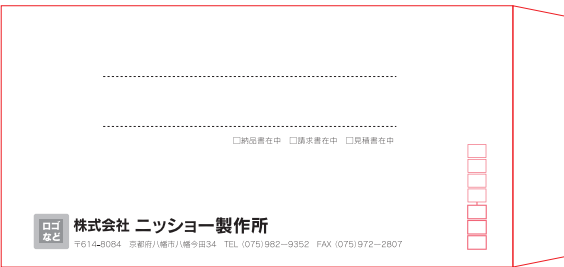 □納品書在中 □請求書在中 □見積書在中
ロゴ
など
株式会社 ニッショー製作所
〒614-8084 京都府八幡市八幡今田34 TEL (075)982-9352 FAX (075)972-2807